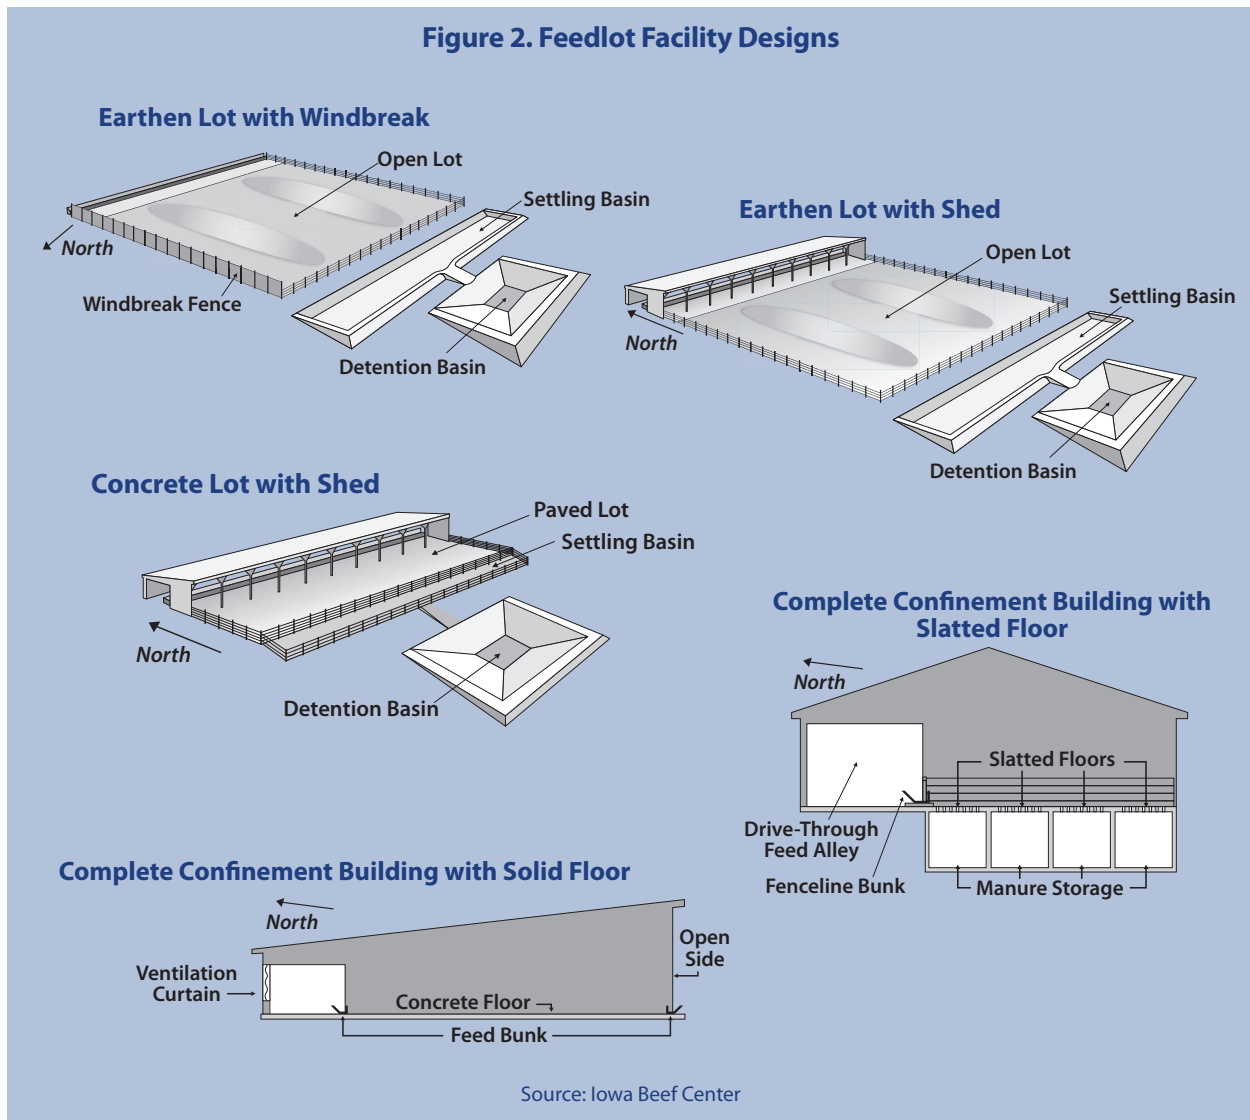 Figure 2. Feedlot Facility Designs
Earthen Lot with Windbreak
Open Lot
Settling Basin
North
Windbreak Fence
Detention Basin
Earthen Lot with Shed
Open Lot
Settling Basin
North
Detention Basin
Concrete Lot with Shed
Paved Lot
Settling Basin
North
Detention Basin
Complete Confinement Building with
Slatted Floor
North
Slatted Floors
Drive-Through
Feed Alley
Fenceline Bunk
Manure Storage
Complete Confinement Building with Solid Floor
North
Open
Side
Ventilation
Curtain
Concrete Floor
Feed Bunk
Source: Iowa Beef Center